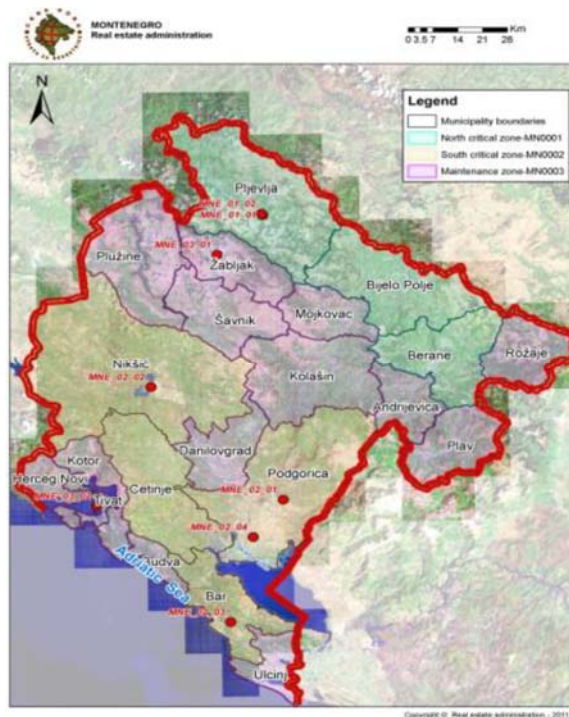 MONTENEGRO
Real estate administration
Km
0 3.5 7 14 21 28
N
Legend
Municipality boundaries
North critical zone-MN0001
South critical zone-MN0002
Maintenance zone-MN0003
Pljevlja
MNE_01_02
MNE_01_01
Plužine
Žabljak
Bijelo Polje
Šavnik
Mojkovac
Nikšić
MNE_02_02
Kolašin
Berane
Rožaje
Andrijevica
Plav
Danilovgrad
Kotor
Herceg Novi
Podgorica
Cetinje
MNE_02_01
Tivat
MNE_02_04
Budva
Adriatic Sea
Bar
Ulcinj
Copyright © Real estate administration - 2011